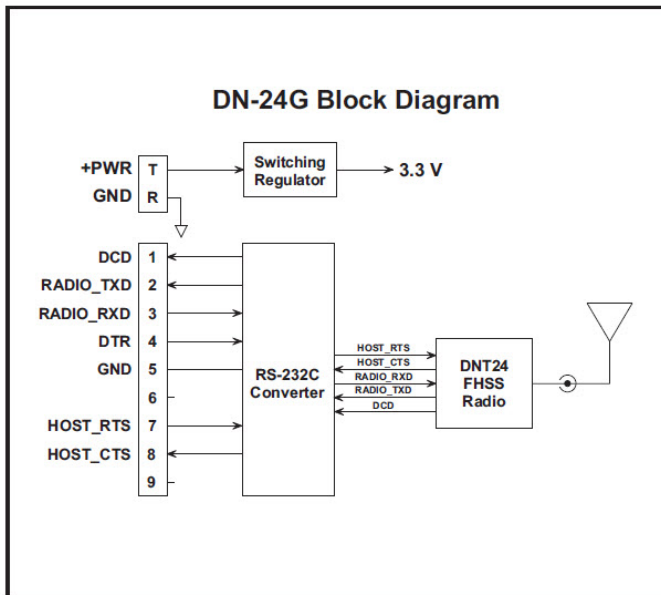 DN-24G Block Diagram
+PWR T
GND R
Switching
Regulator
3.3 V
DCD 1
RADIO_TXD 2
RADIO_RXD 3
DTR 4
GND 5
6
HOST_RTS 7
HOST_CTS 8
9
RS-232C
Converter
HOST_RTS
HOST_CTS
RADIO_RXD
RADIO_TXD
DCD
DNT24
FHSS
Radio